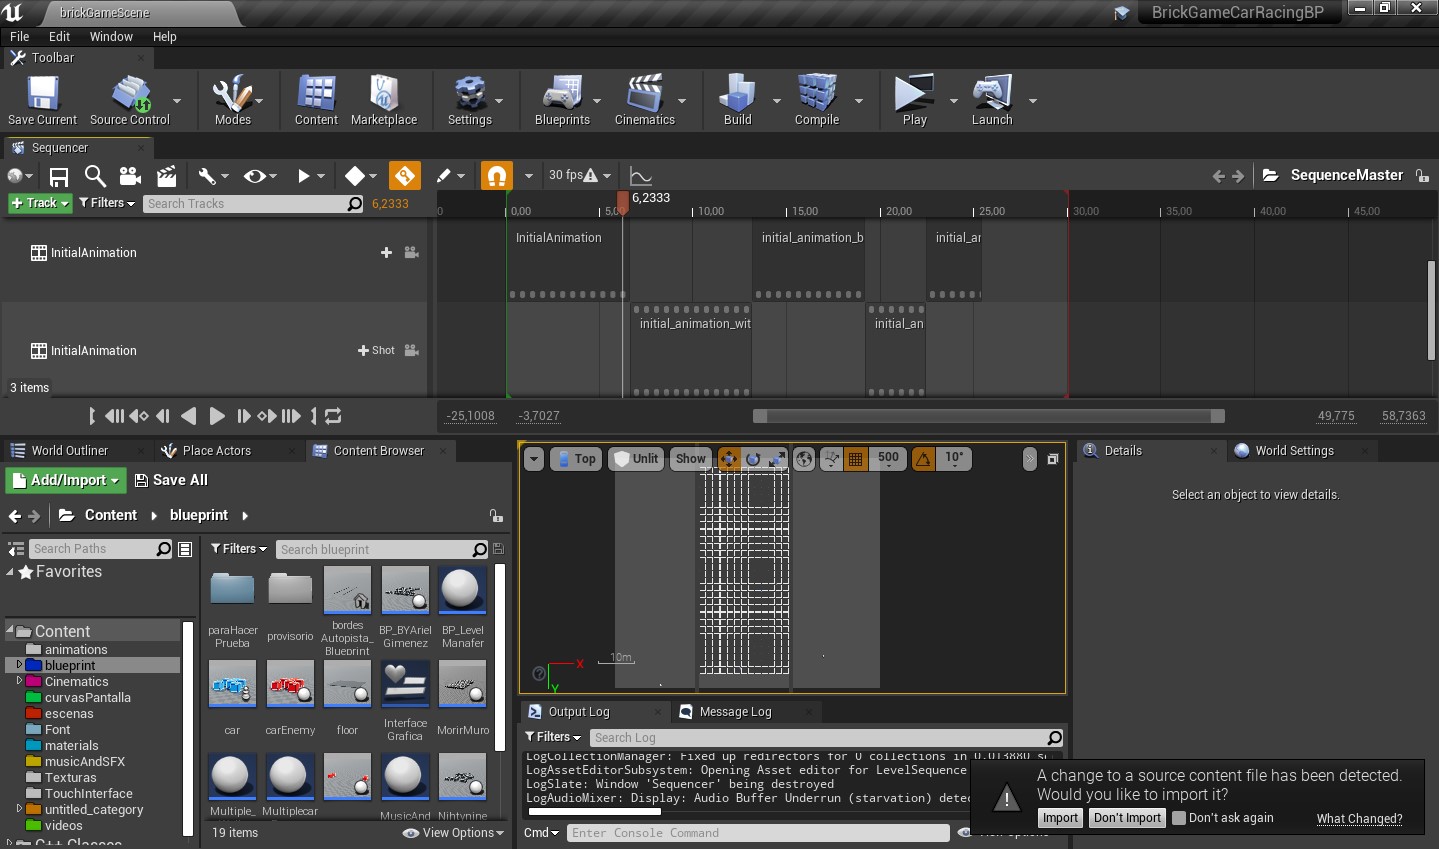 brickGameScene
BrickGameCarRacingBP
File Edit Window Help
Toolbar
Save Current Source Control Modes Content Marketplace Settings Blueprints Cinematics Build Compile Play Launch
Sequencer
30 fps
SequenceMaster
Track Filters Search Tracks 6,2333
6,2333
0 0,00 5,00 10,00 15,00 20,00 25,00 30,00 35,00 40,00 45,00
InitialAnimation
InitialAnimation initial_animation_b initial_ar
initial_animation_wit initial_an
InitialAnimation Shot
3 items
-25,1008 -3,7027 49,775 58,7363
World Outliner Place Actors Content Browser
Add/Import Save All
Content blueprint
Search Paths
Filters Search blueprint
Favorites
Content
animations
blueprint
Cinematics
curvasPantalla
escenas
Font
materials
musicAndSFX
Texturas
TouchInterface
untitled_category
videos
C++ Classes
paraHacer
Prueba
provisorio
bordes
Autopista_
Blueprint
BP_BYAriel
Gimenez
BP_Level
Manafer
car
carEnemy
floor
Interface
Grafica
MorirMuro
Multiple_
Multiplecar
MusicAnd
Nihtynine
19 items View Options
Top Unlit Show 500 10°
10m
X
Y
Details World Settings
Select an object to view details.
Output Log Message Log
Filters Search Log
LogCollectionManager: Fixed up redirectors for 0 collections in 0.013880 s
LogAssetEditorSubsystem: Opening Asset editor for LevelSequence
LogSlate: Window 'Sequencer' being destroyed
LogAudioMixer: Display: Audio Buffer Underrun (starvation) detec
Cmd Enter Console Command View Options
A change to a source content file has been detected.
Would you like to import it?
Import Don't Import Don't ask again What Changed?